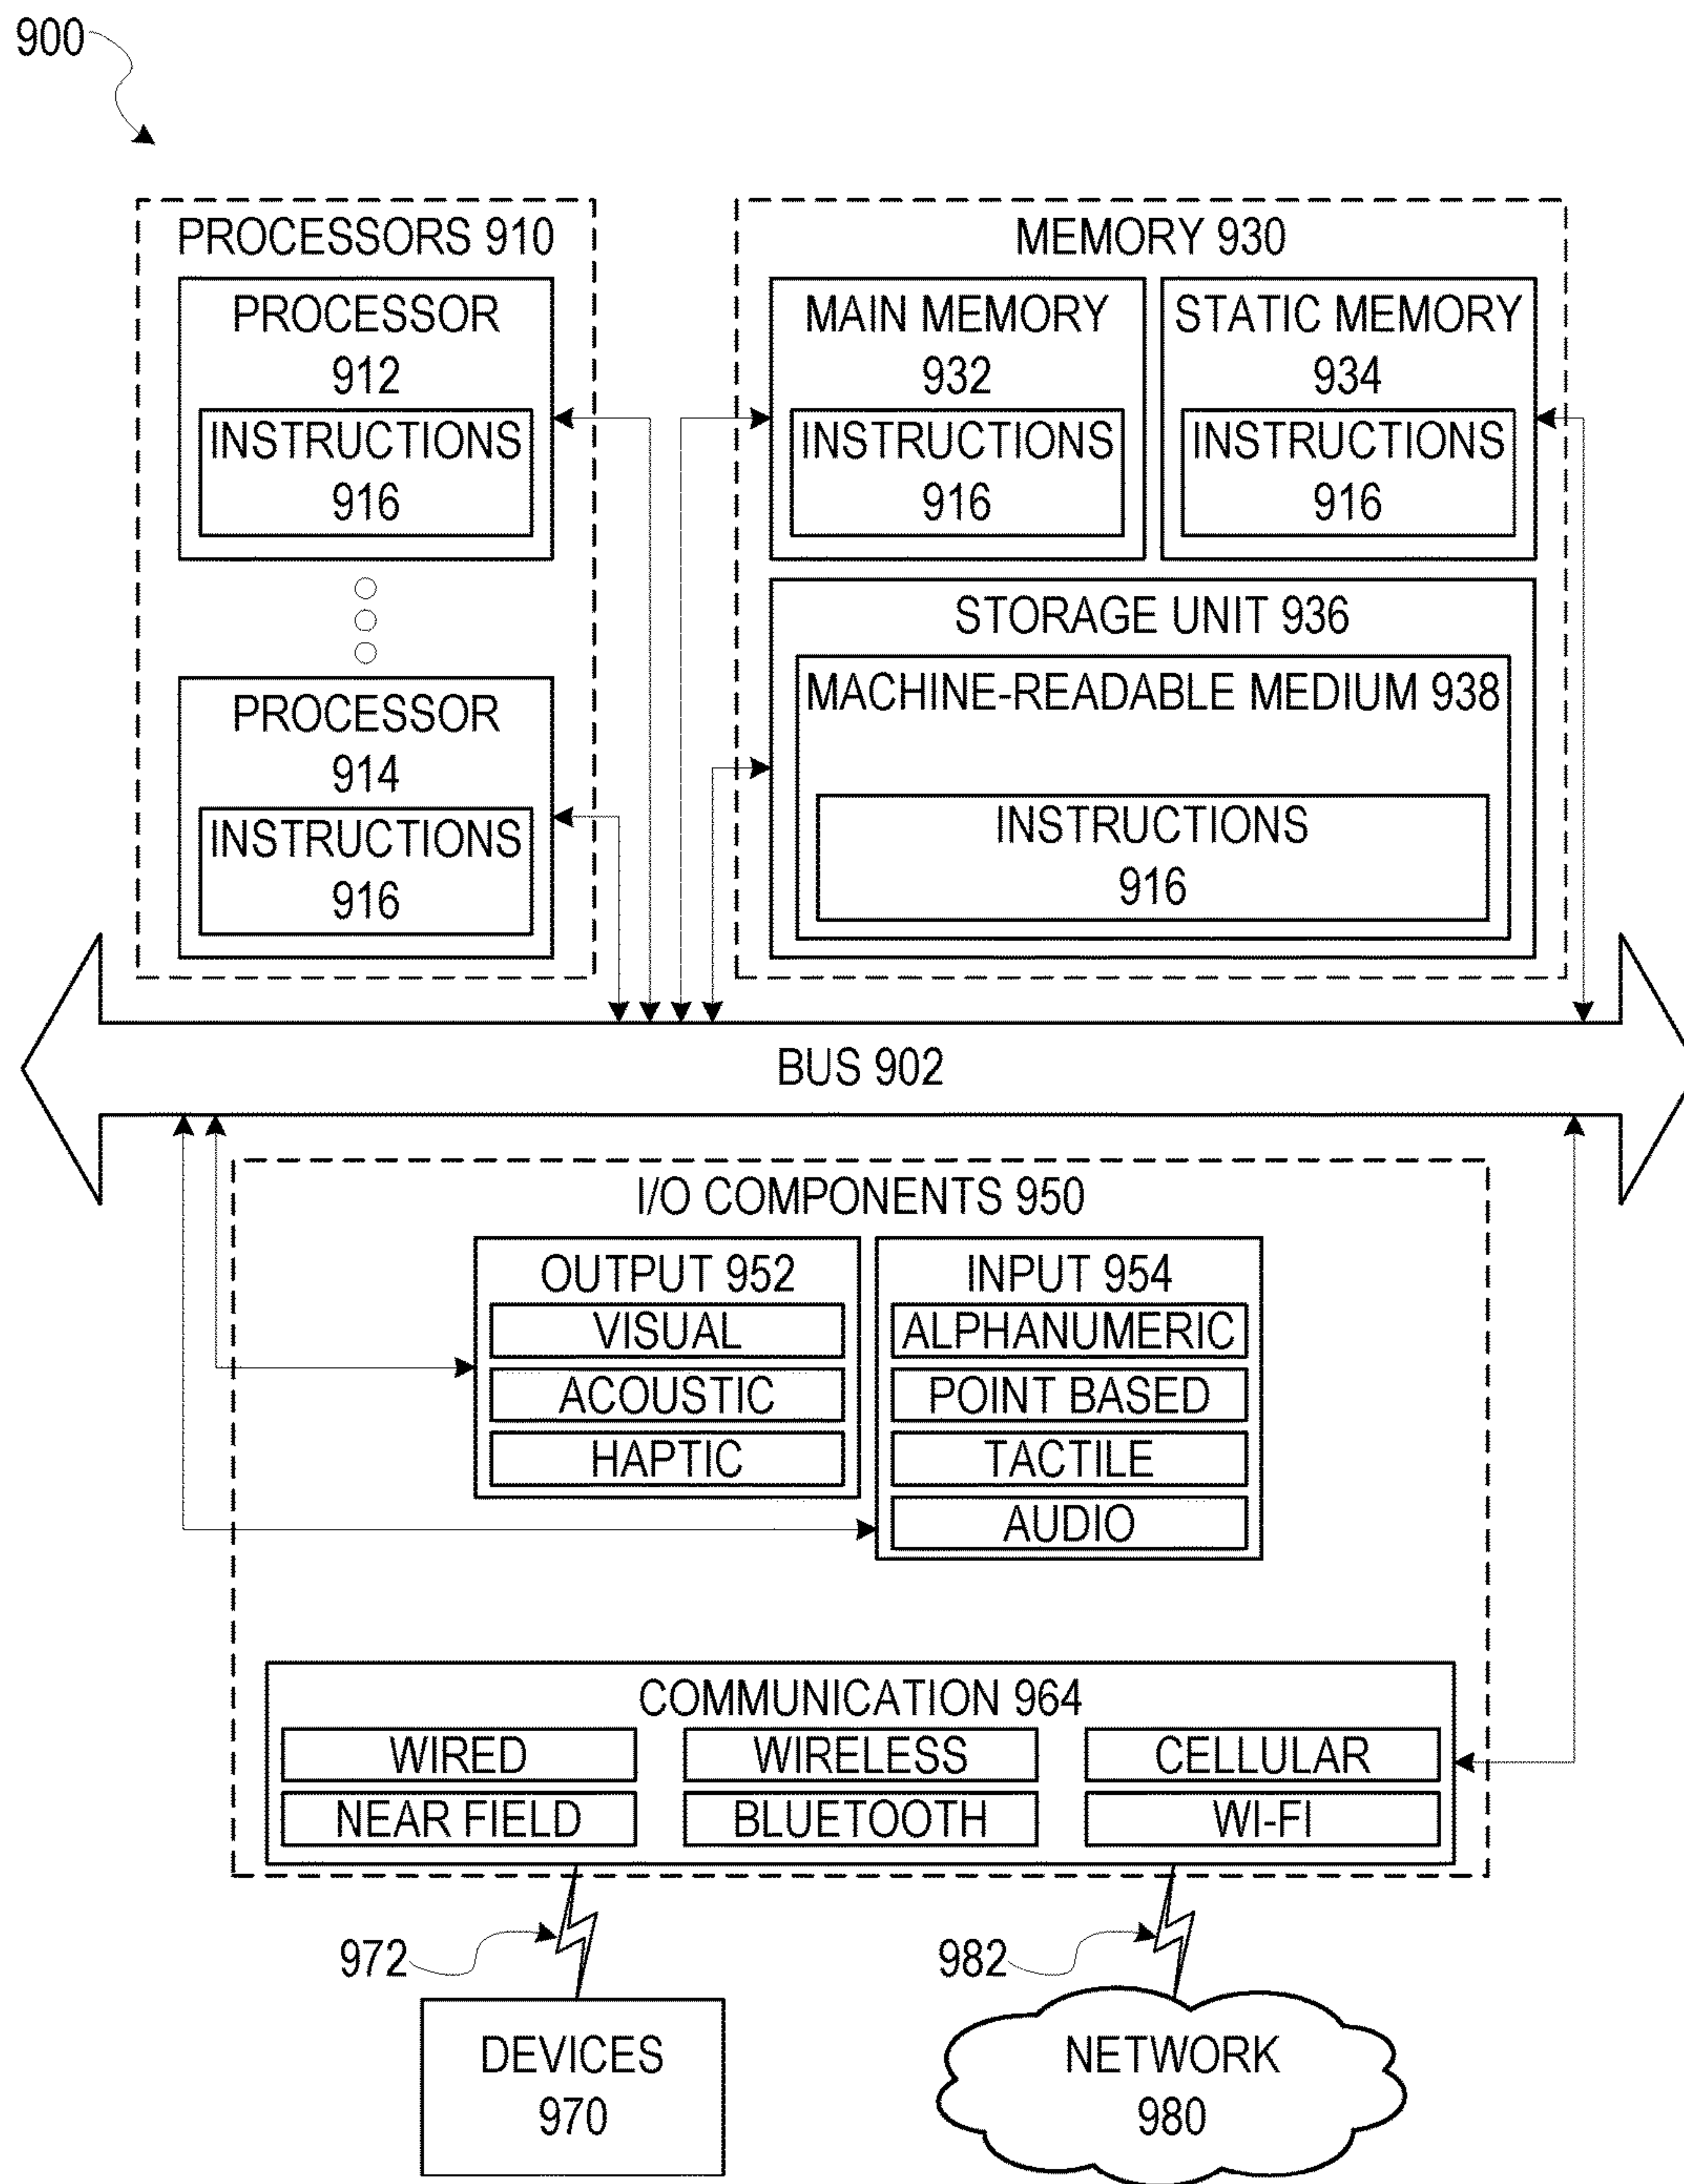 900
PROCESSORS 910
PROCESSOR
912
INSTRUCTIONS
916
PROCESSOR
914
INSTRUCTIONS
916
MEMORY 930
MAIN MEMORY
932
INSTRUCTIONS
916
STATIC MEMORY
934
INSTRUCTIONS
916
STORAGE UNIT 936
MACHINE-READABLE MEDIUM 938
INSTRUCTIONS
916
BUS 902
I/O COMPONENTS 950
OUTPUT 952
VISUAL
ACOUSTIC
HAPTIC
INPUT 954
ALPHANUMERIC
POINT BASED
TACTILE
AUDIO
COMMUNICATION 964
WIRED
WIRELESS
CELLULAR
NEAR FIELD
BLUETOOTH
WI-FI
972
982
DEVICES
970
NETWORK
980